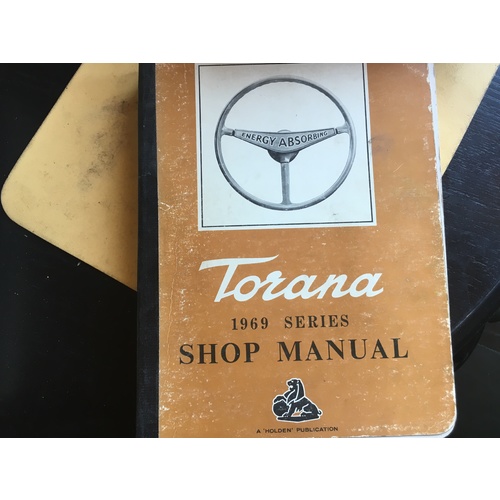 ENERGY ABSORBING
Torana
1969 SERIES
SHOP MANUAL
A 'HOLDEN' PUBLICATION